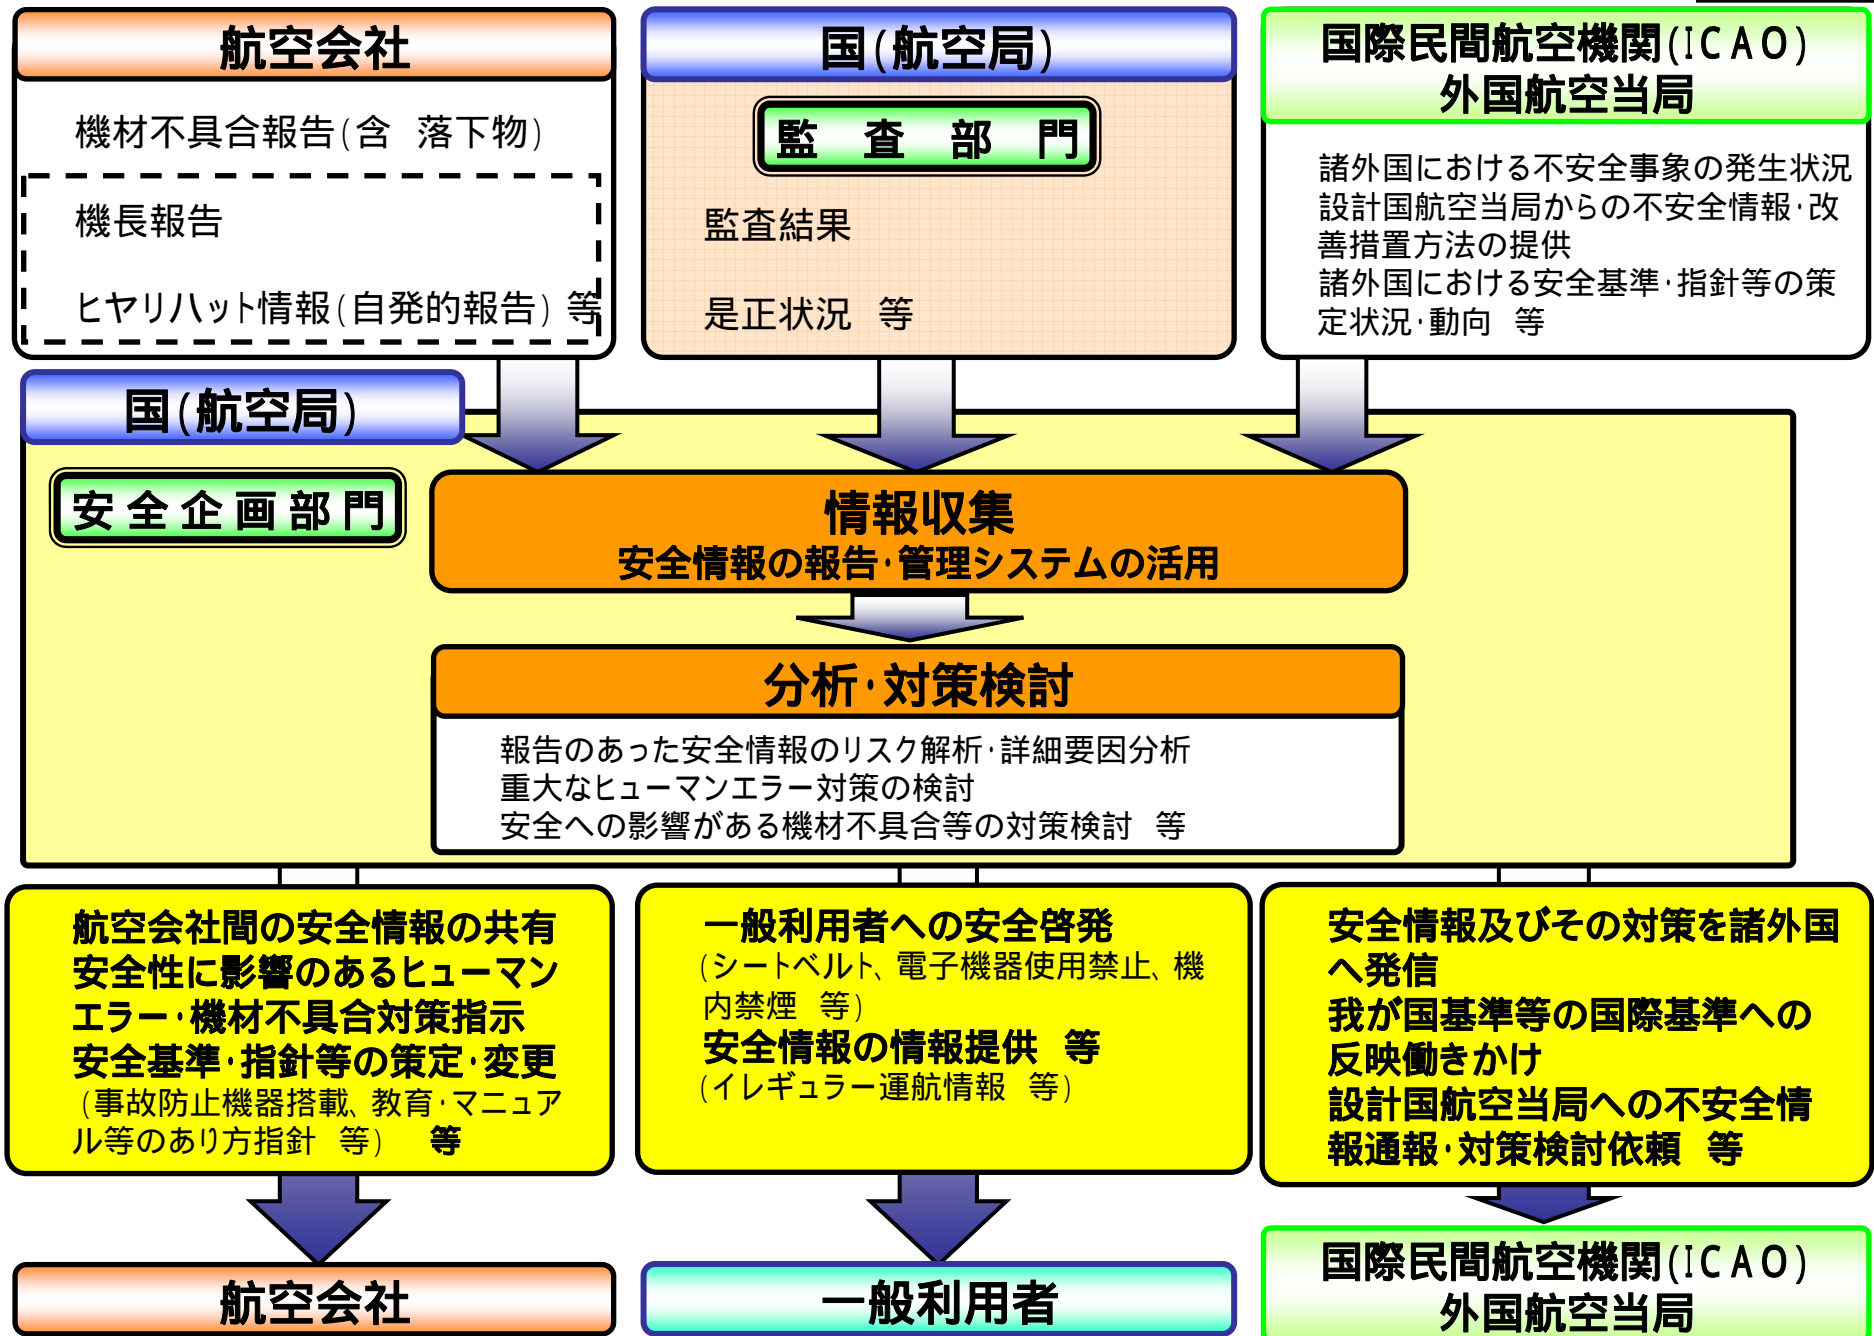 航空会社
機材不具合報告(含 落下物)
機長報告
ヒヤリハット情報(自発的報告) 等
国(航空局)
監査部門
監査結果
是正状況 等
国際民間航空機関(ICAO)
外国航空当局
諸外国における不安全事象の発生状況
設計国航空当局からの不安全情報・改
善措置方法の提供
諸外国における安全基準・指針等の策
定状況・動向 等
国(航空局)
安全企画部門
情報収集
安全情報の報告・管理システムの活用
分析・対策検討
報告のあった安全情報のリスク解析・詳細要因分析
重大なヒューマンエラー対策の検討
安全への影響がある機材不具合等の対策検討 等
航空会社間の安全情報の共有
安全性に影響のあるヒューマン
エラー・機材不具合対策指示
安全基準・指針等の策定・変更
(事故防止機器搭載、教育・マニュア
ル等のあり方指針 等) 等
一般利用者への安全啓発
(シートベルト、電子機器使用禁止、機
内禁煙 等)
安全情報の情報提供 等
(イレギュラー運航情報 等)
安全情報及びその対策を諸外国
へ発信
我が国基準等の国際基準への
反映働きかけ
設計国航空当局への不安全情
報通報・対策検討依頼 等
航空会社
一般利用者
国際民間航空機関(ICAO)
外国航空当局